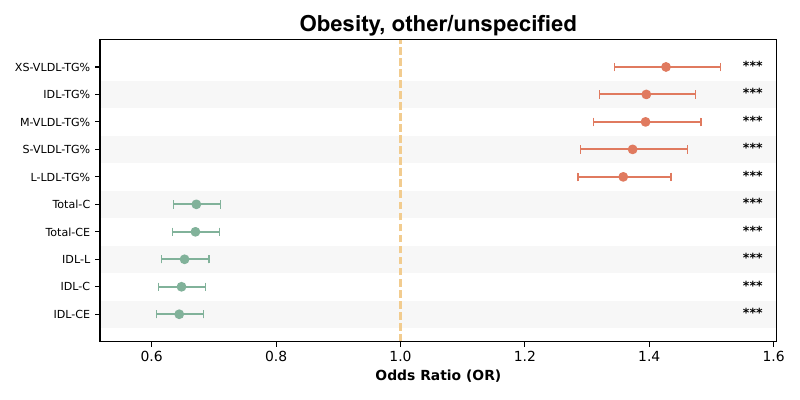 Obesity, other/unspecified
XS-VLDL-TG% ***
IDL-TG% ***
M-VLDL-TG% ***
S-VLDL-TG% ***
L-LDL-TG% ***
Total-C ***
Total-CE ***
IDL-L ***
IDL-C ***
IDL-CE ***
0.6 0.8 1.0 1.2 1.4 1.6
Odds Ratio (OR)